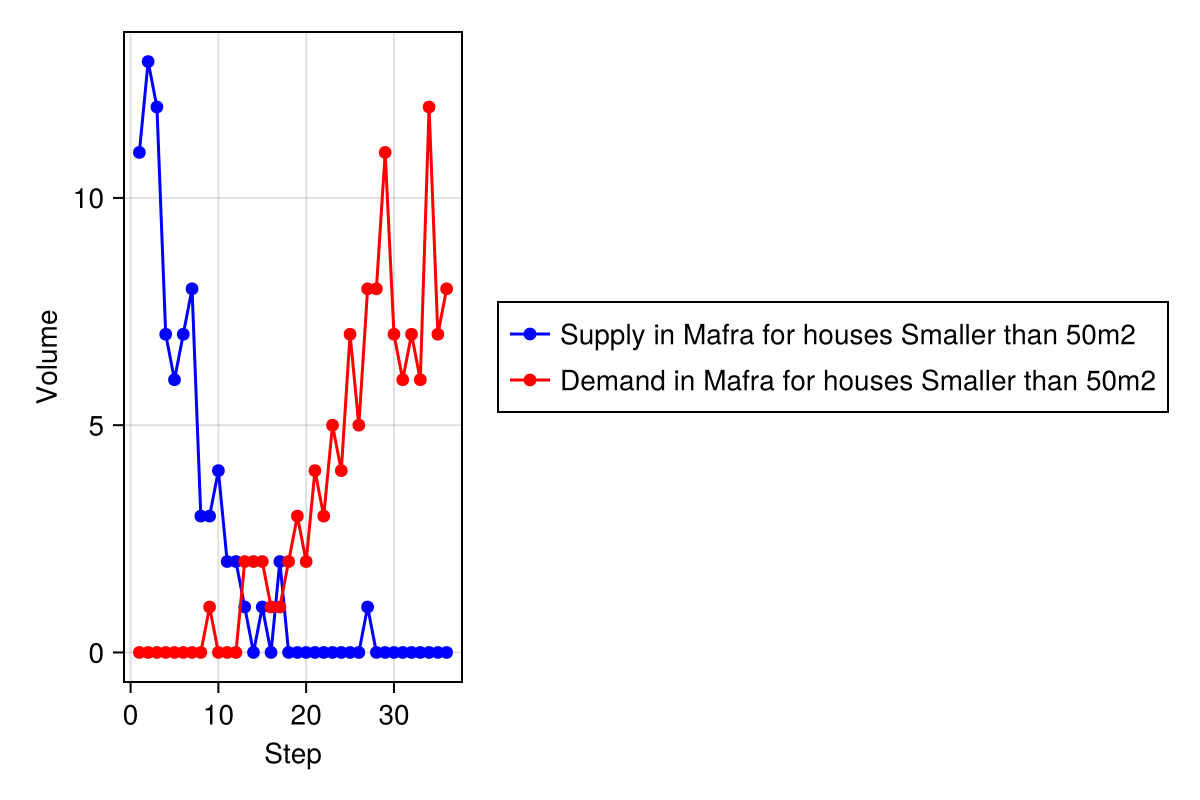 Volume
10
5
0
0 10 20 30
Step
Supply in Mafra for houses Smaller than 50m2
Demand in Mafra for houses Smaller than 50m2